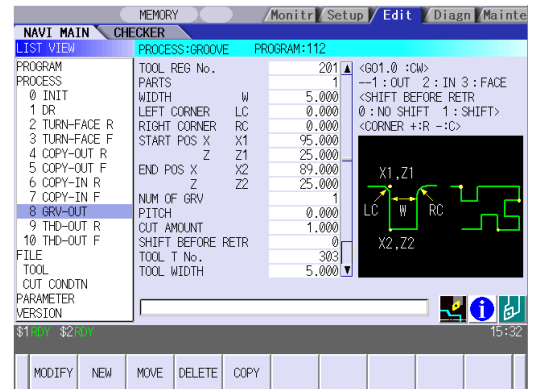 MEMORY Monitr Setup Edit Diagn Mainte
NAVI MAIN CHECKER
LIST VIEW PROCESS:GROOVE PROGRAM:112
PROGRAM
PROCESS
0 INIT
1 DR
2 TURN-FACE R
3 TURN-FACE F
4 COPY-OUT R
5 COPY-OUT F
6 COPY-IN R
7 COPY-IN F
8 GRV-OUT
9 THD-OUT R
10 THD-OUT F
FILE
TOOL
CUT CONDTN
PARAMETER
VERSION
TOOL REG No. 201
PARTS 1
WIDTH W 5.000
LEFT CORNER LC 0.000
RIGHT CORNER RC 0.000
START POS X X1 95.000
Z Z1 25.000
END POS X X2 89.000
Z Z2 25.000
NUM OF GRV 1
PITCH 0.000
CUT AMOUNT 1.000
SHIFT BEFORE RETR 0
TOOL T No. 303
TOOL WIDTH 5.000
<G01.0 :CW>
--1:OUT 2:IN 3:FACE
<SHIFT BEFORE RETR
0:NO SHIFT 1:SHIFT>
<CORNER +:R -:C>
X1,Z1
LC W RC
X2,Z2
$1 RDY $2 RDY 15:32
MODIFY NEW MOVE DELETE COPY